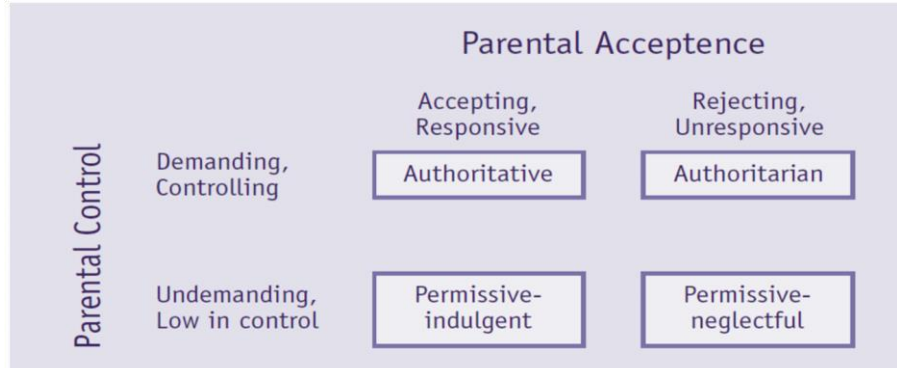 Parental Acceptence
Accepting,
Responsive
Rejecting,
Unresponsive
Parental Control
Demanding,
Controlling
Authoritative
Authoritarian
Undemanding,
Low in control
Permissive-
indulgent
Permissive-
neglectful